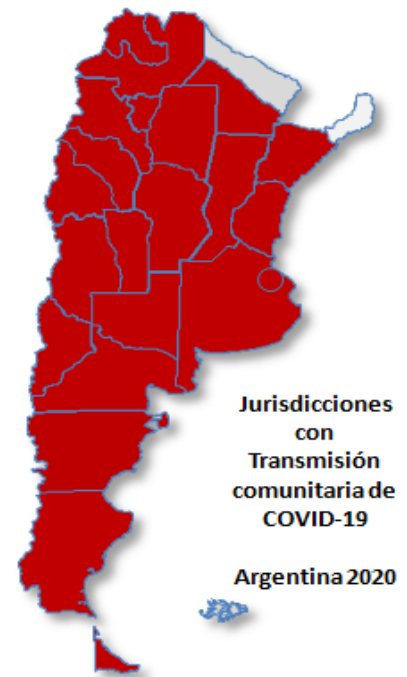 Jurisdicciones
con
Transmisión
comunitaria de
COVID-19
Argentina 2020